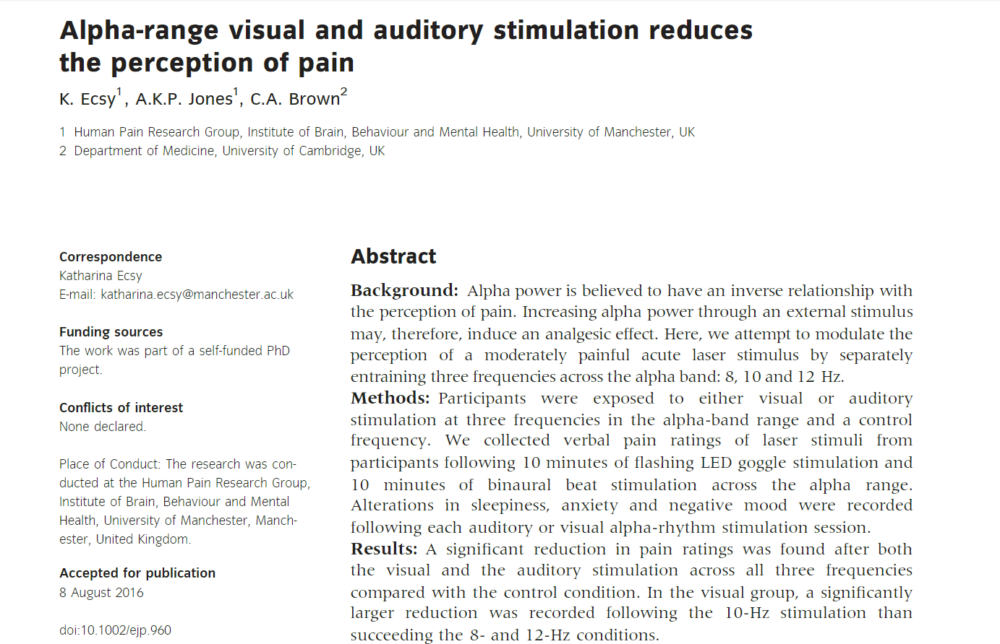 Alpha-range visual and auditory stimulation reduces
the perception of pain
K. Ecsy1, A.K.P. Jones1, C.A. Brown2
1 Human Pain Research Group, Institute of Brain, Behaviour and Mental Health, University of Manchester, UK
2 Department of Medicine, University of Cambridge, UK
Correspondence
Katharina Ecsy
E-mail: katharina.ecsy@manchester.ac.uk
Funding sources
The work was part of a self-funded PhD
project.
Conflicts of interest
None declared.
Place of Conduct: The research was con-
ducted at the Human Pain Research Group,
Institute of Brain, Behaviour and Mental
Health, University of Manchester, Manch-
ester, United Kingdom.
Accepted for publication
8 August 2016
doi:10.1002/ejp.960
Abstract
Background: Alpha power is believed to have an inverse relationship with
the perception of pain. Increasing alpha power through an external stimulus
may, therefore, induce an analgesic effect. Here, we attempt to modulate the
perception of a moderately painful acute laser stimulus by separately
entraining three frequencies across the alpha band: 8, 10 and 12 Hz.
Methods: Participants were exposed to either visual or auditory
stimulation at three frequencies in the alpha-band range and a control
frequency. We collected verbal pain ratings of laser stimuli from
participants following 10 minutes of flashing LED goggle stimulation and
10 minutes of binaural beat stimulation across the alpha range.
Alterations in sleepiness, anxiety and negative mood were recorded
following each auditory or visual alpha-rhythm stimulation session.
Results: A significant reduction in pain ratings was found after both
the visual and the auditory stimulation across all three frequencies
compared with the control condition. In the visual group, a significantly
larger reduction was recorded following the 10-Hz stimulation than
succeeding the 8- and 12-Hz conditions.